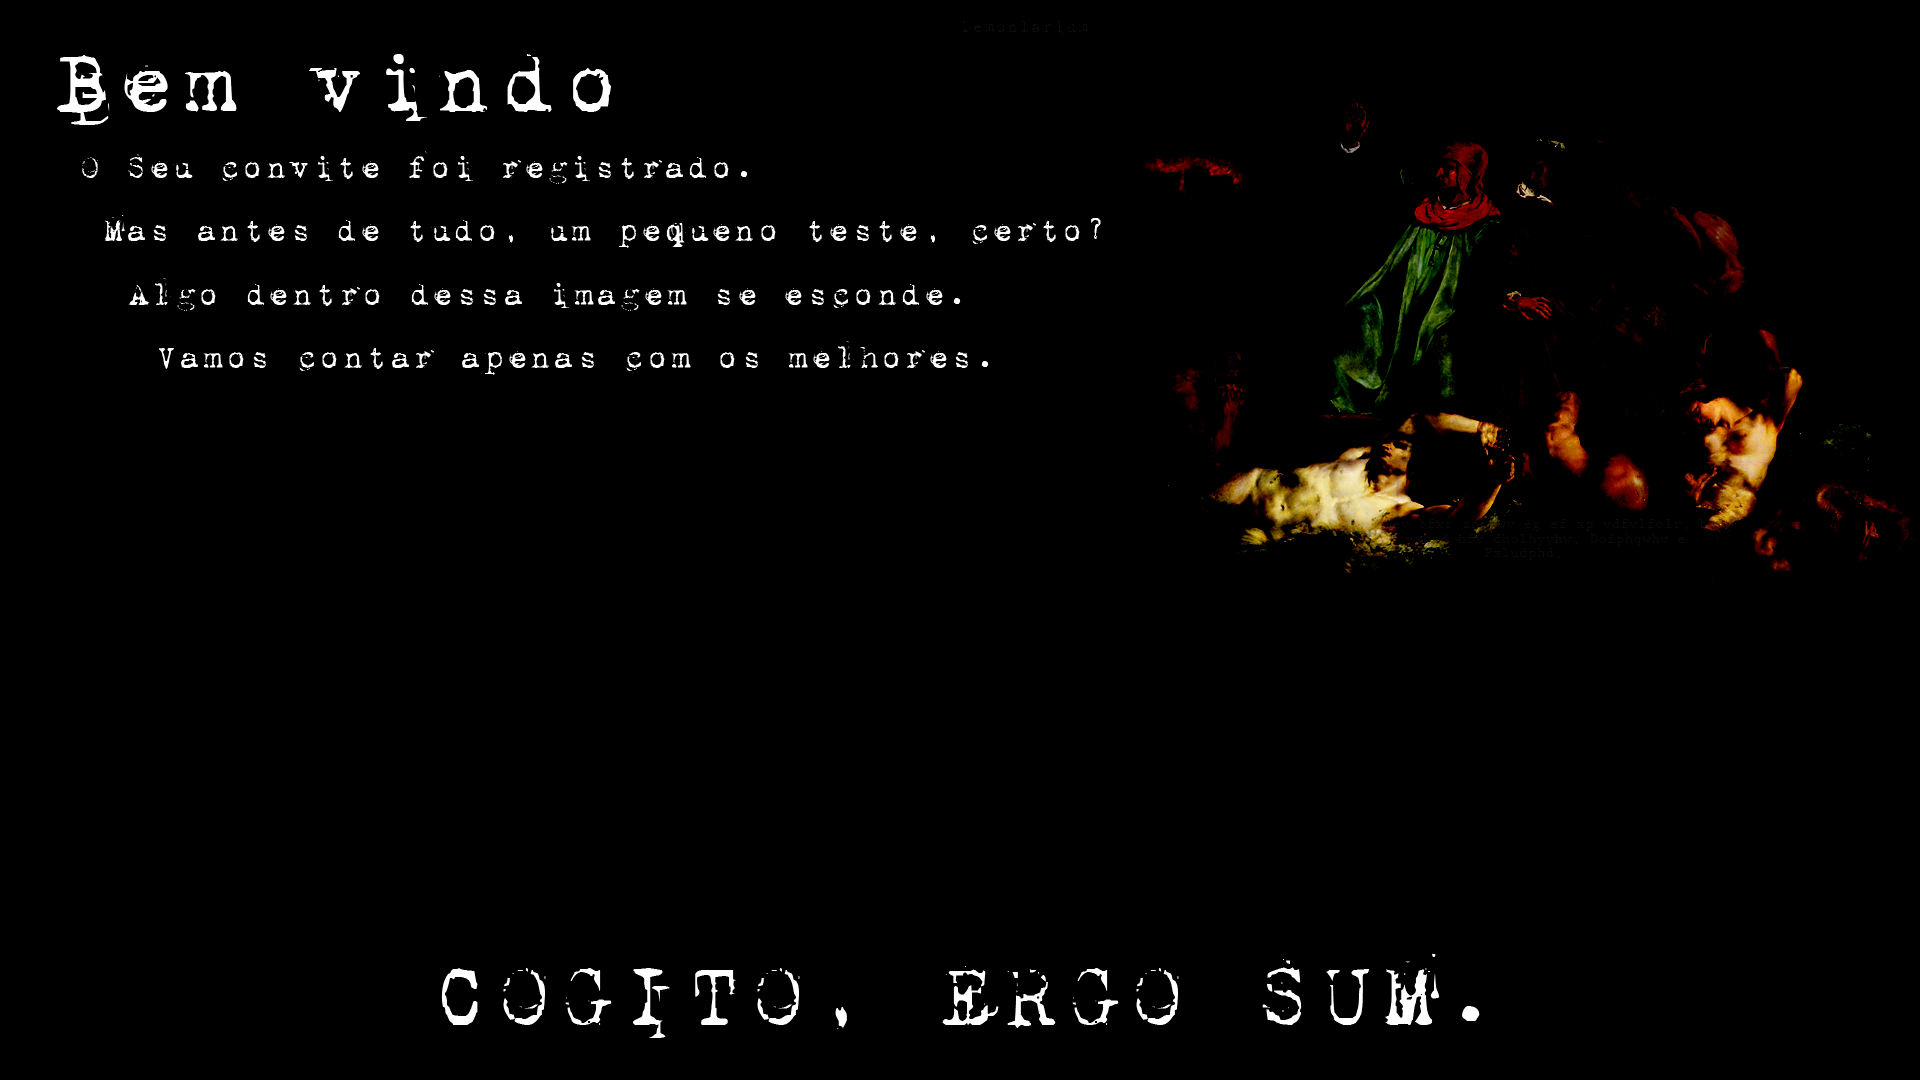 Bem vindo
O Seu convite foi registrado.
Mas antes de tudo, um pequeno teste, certo?
Algo dentro dessa imagem se esconde.
Vamos contar apenas com os melhores.
COGITO, ERGO SUM.